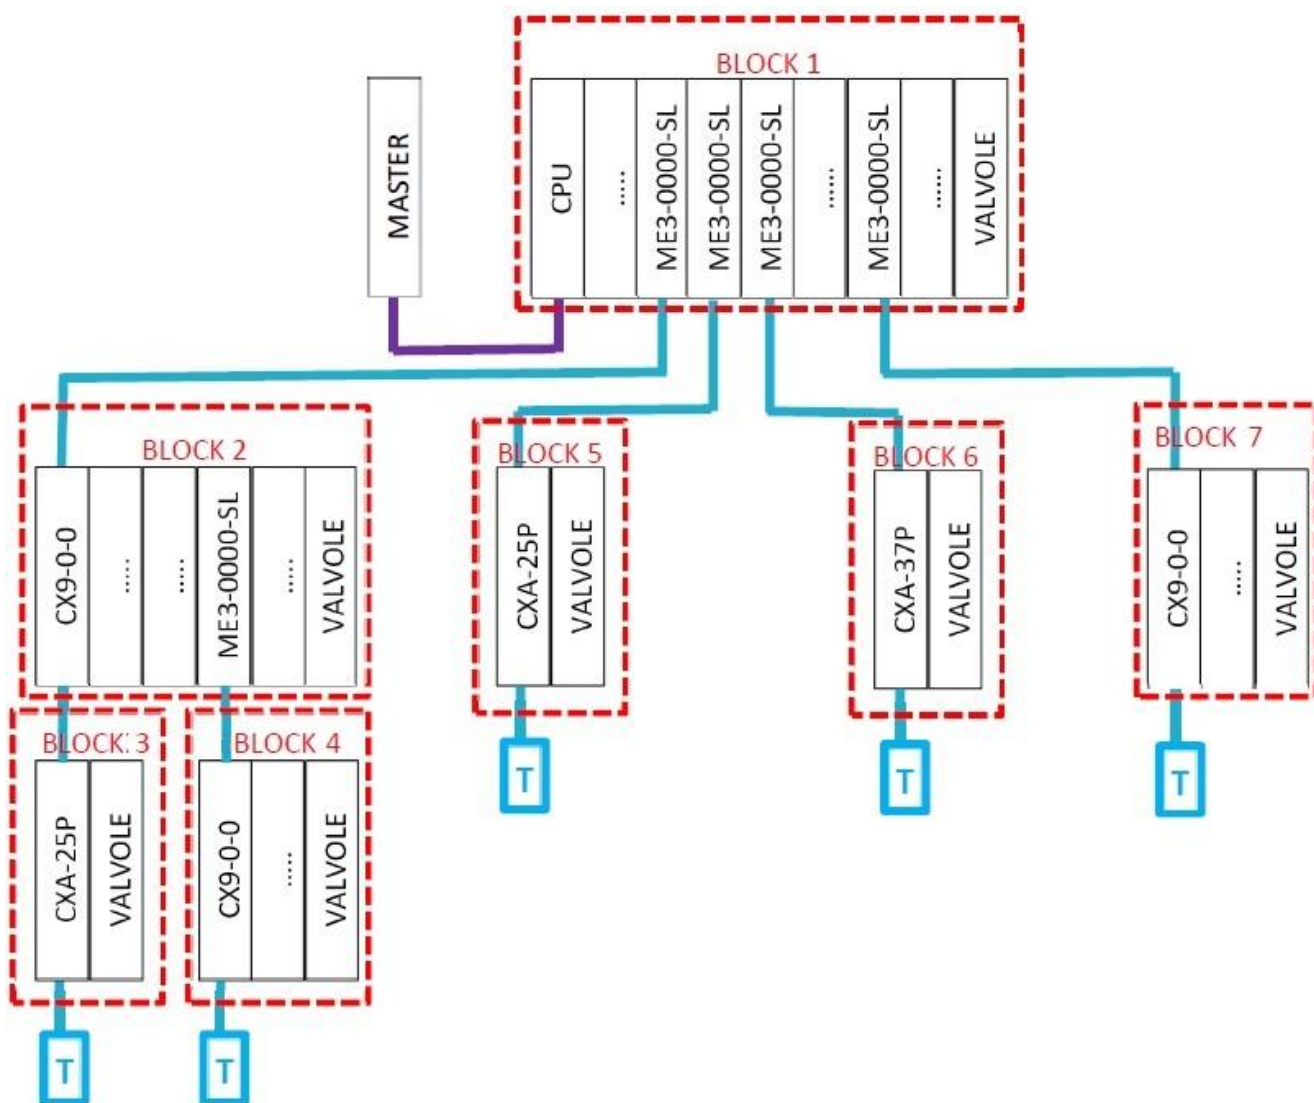 BLOCK 1
MASTER
CPU
.....
ME3-0000-SL
ME3-0000-SL
ME3-0000-SL
......
ME3-0000-SL
......
VALVOLE
BLOCK 2
CX9-0-0
.....
.....
ME3-0000-SL
.....
VALVOLE
BLOCK 5
CXA-25P
VALVOLE
T
BLOCK 6
CXA-37P
VALVOLE
T
BLOCK 7
CX9-0-0
.....
VALVOLE
T
BLOCK: 3
CXA-25P
VALVOLE
T
BLOCK 4
CX9-0-0
.....
VALVOLE
T